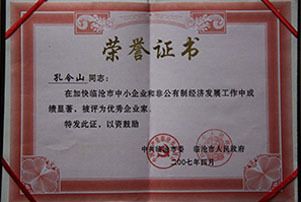 荣誉证书
孔令山 同志:
在加快临沧市中小企业和非公有制经济发展工作中成
绩显著,被评为优秀企业家。
特发此证,以资鼓励
中共临沧市委 临沧市人民政府
二00七年四月